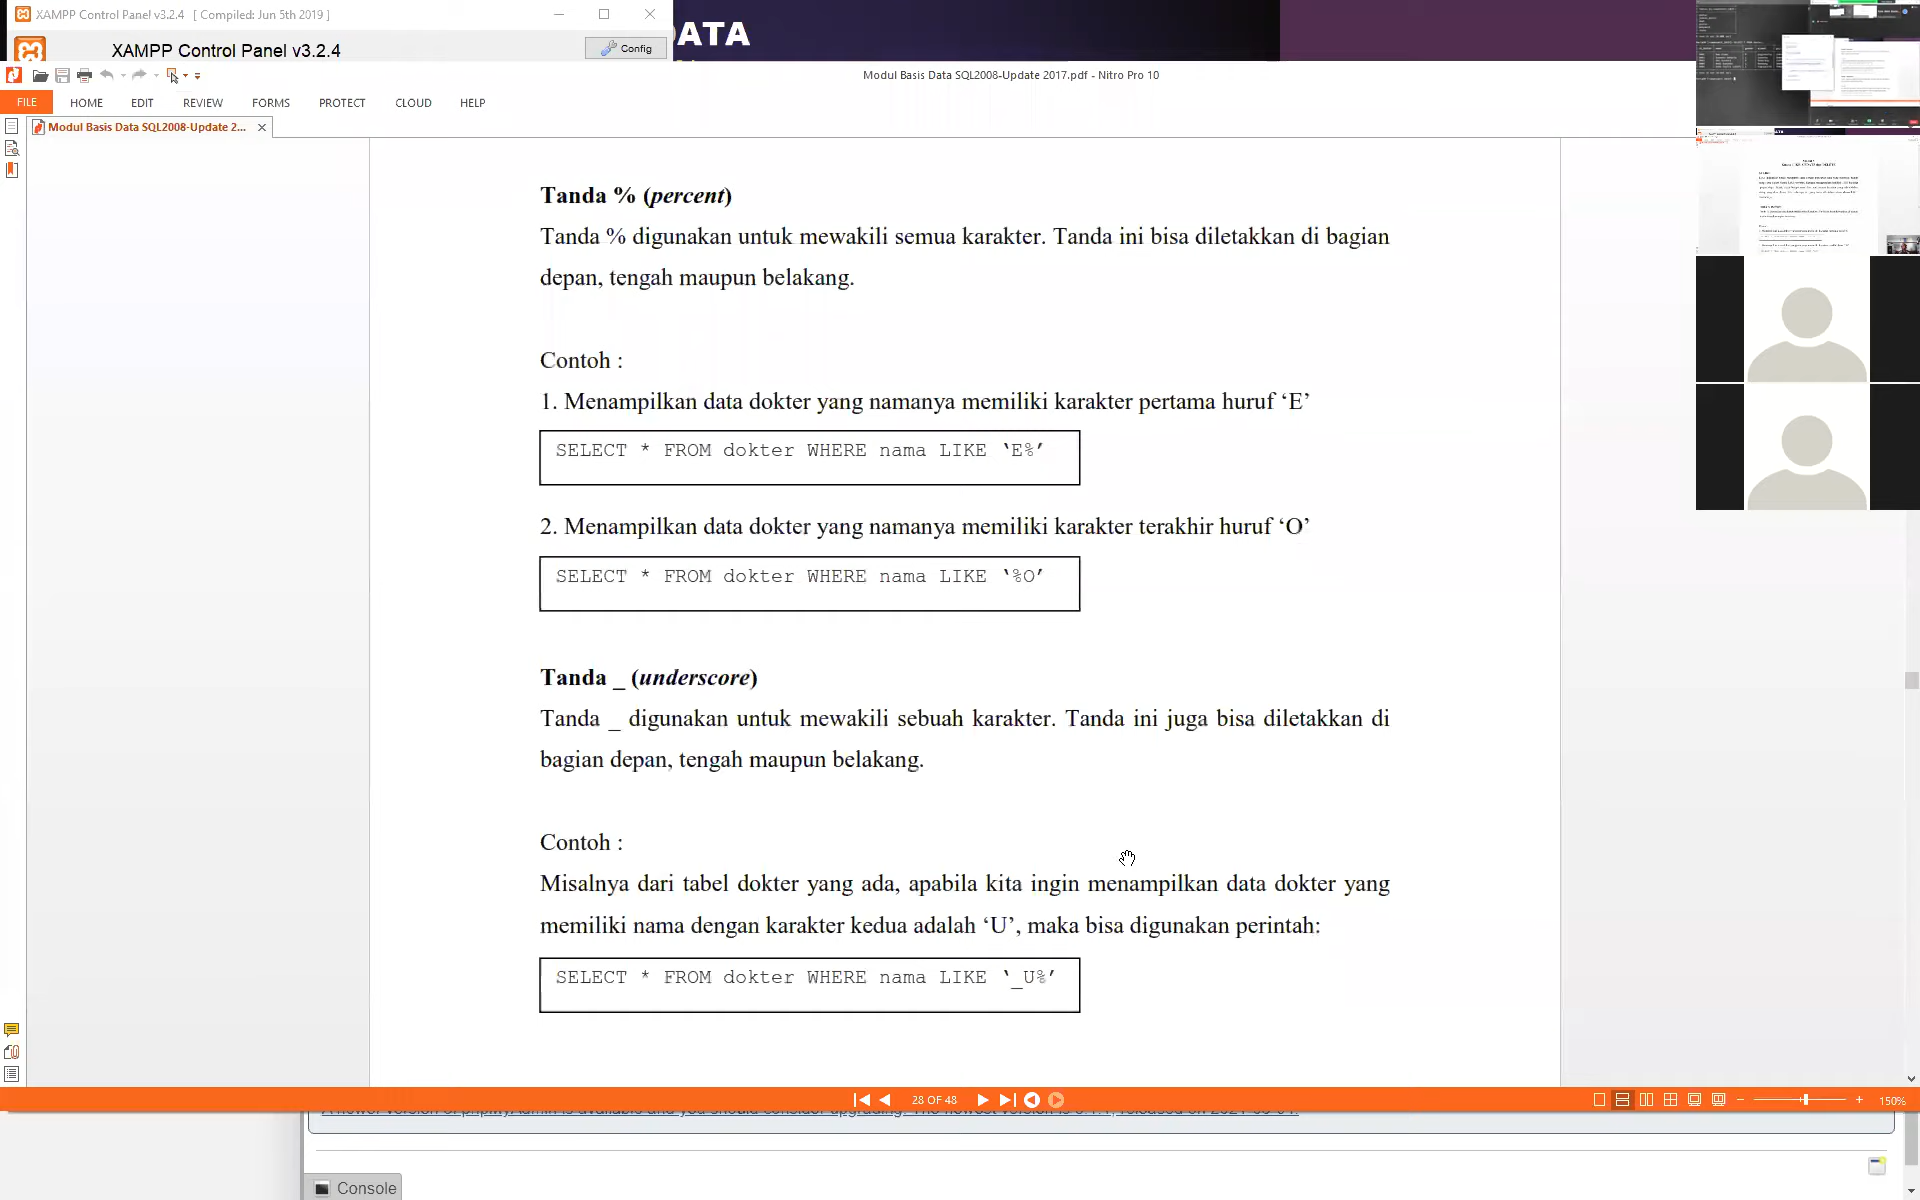 XAMPP Control Panel v3.2.4 [ Compiled: Jun 5th 2019 ]
XAMPP Control Panel v3.2.4
Config
ATA
Modul Basis Data SQL2008-Update 2017.pdf - Nitro Pro 10
FILE HOME EDIT REVIEW FORMS PROTECT CLOUD HELP
Modul Basis Data SQL2008-Update 2...
Tanda % (percent)
Tanda % digunakan untuk mewakili semua karakter. Tanda ini bisa diletakkan di bagian
depan, tengah maupun belakang.
Contoh :
1. Menampilkan data dokter yang namanya memiliki karakter pertama huruf ‘E’
SELECT * FROM dokter WHERE nama LIKE ‘E%’
2. Menampilkan data dokter yang namanya memiliki karakter terakhir huruf ‘O’
SELECT * FROM dokter WHERE nama LIKE ‘%O’
Tanda _ (underscore)
Tanda _ digunakan untuk mewakili sebuah karakter. Tanda ini juga bisa diletakkan di
bagian depan, tengah maupun belakang.
Contoh :
Misalnya dari tabel dokter yang ada, apabila kita ingin menampilkan data dokter yang
memiliki nama dengan karakter kedua adalah ‘U’, maka bisa digunakan perintah:
SELECT * FROM dokter WHERE nama LIKE ‘_U%’
28 OF 48
150%
Console